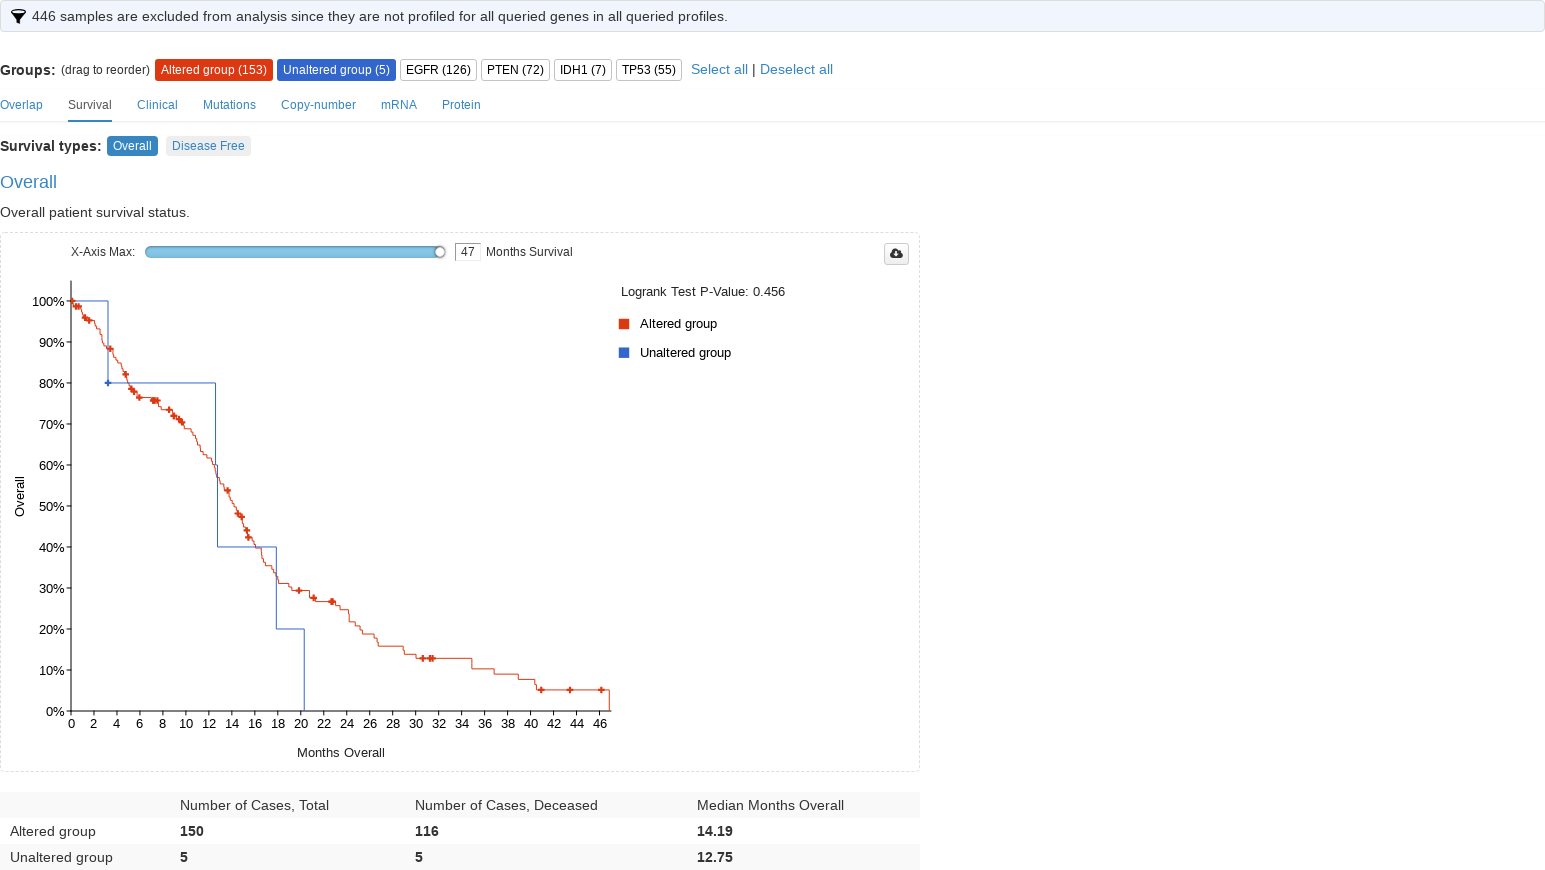 446 samples are excluded from analysis since they are not profiled for all queried genes in all queried profiles.
Groups: (drag to reorder) Altered group (153) Unaltered group (5) EGFR (126) PTEN (72) IDH1 (7) TP53 (55) Select all | Deselect all
Overlap Survival Clinical Mutations Copy-number mRNA Protein
Survival types: Overall Disease Free
Overall
Overall patient survival status.
X-Axis Max: 47 Months Survival
Logrank Test P-Value: 0.456
Altered group
Unaltered group
100%
90%
80%
70%
60%
50%
40%
30%
20%
10%
0%
Overall
0 2 4 6 8 10 12 14 16 18 20 22 24 26 28 30 32 34 36 38 40 42 44 46
Months Overall
Number of Cases, Total Number of Cases, Deceased Median Months Overall
Altered group 150 116 14.19
Unaltered group 5 5 12.75